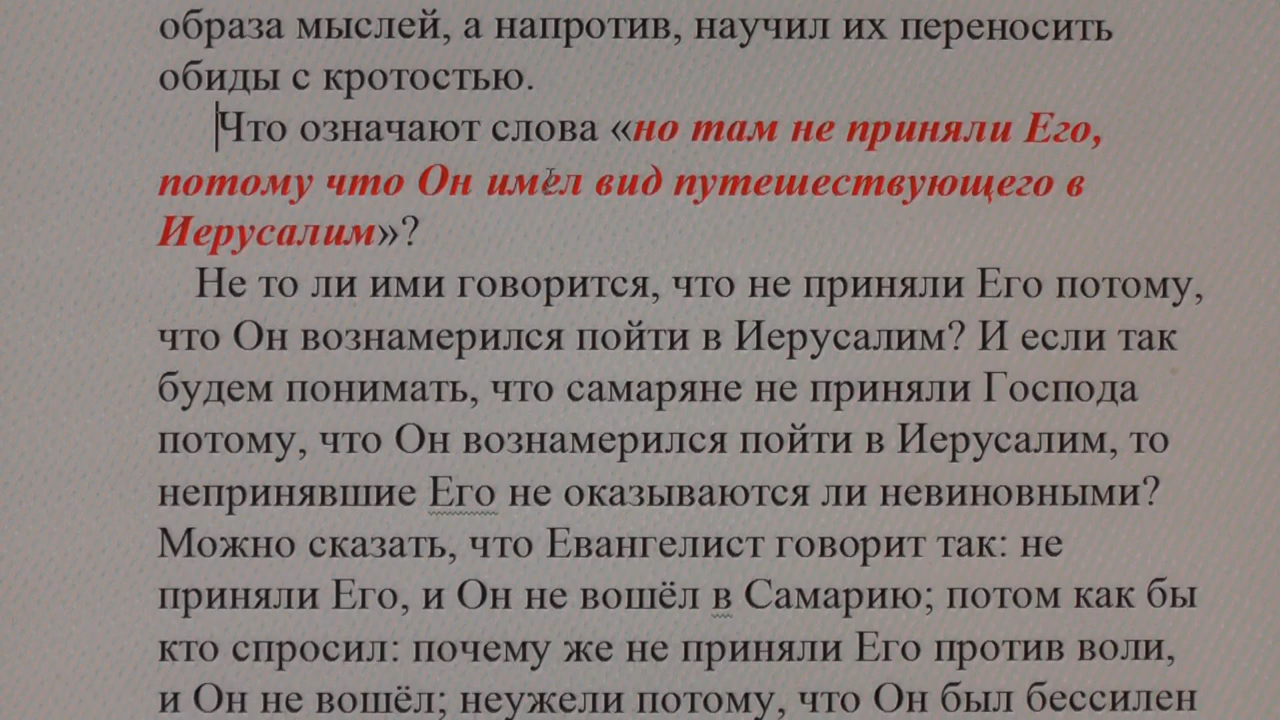 образа мыслей, а напротив, научил их переносить
обиды с кротостью.
Что означают слова «но там не приняли Его,
потому что Он имел вид путешествующего в
Иерусалим»?
Не то ли ими говорится, что не приняли Его потому,
что Он вознамерился пойти в Иерусалим? И если так
будем понимать, что самаряне не приняли Господа
потому, что Он вознамерился пойти в Иерусалим, то
непринявшие Его не оказываются ли невиновными?
Можно сказать, что Евангелист говорит так: не
приняли Его, и Он не вошёл в Самарию; потом как бы
кто спросил: почему же не приняли Его против воли,
и Он не вошёл; неужели потому, что Он был бессилен